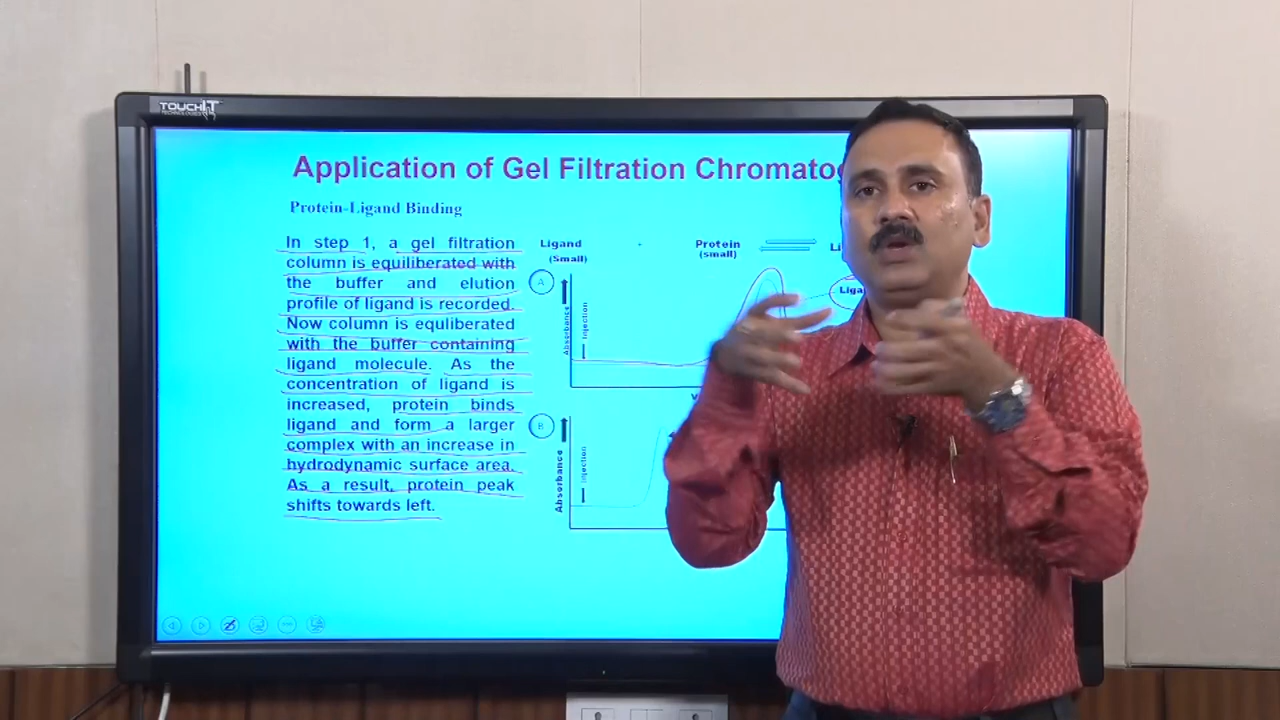 TOUCHIT
TECHNOLOGIES
Application of Gel Filtration
Protein-Ligand Binding
In step 1, a gel filtration
column is equiliberated with
the buffer and elution
profile of ligand is recorded.
Now column is equliberated
with the buffer containing
ligand molecule. As the
concentration of ligand is
increased, protein binds
ligand and form a larger
complex with an increase in
hydrodynamic surface area.
As a result, protein peak
shifts towards left.
Ligand
(Small)
Protein
(small)
A
Absorbance
Injection
B
Absorbance
Injection